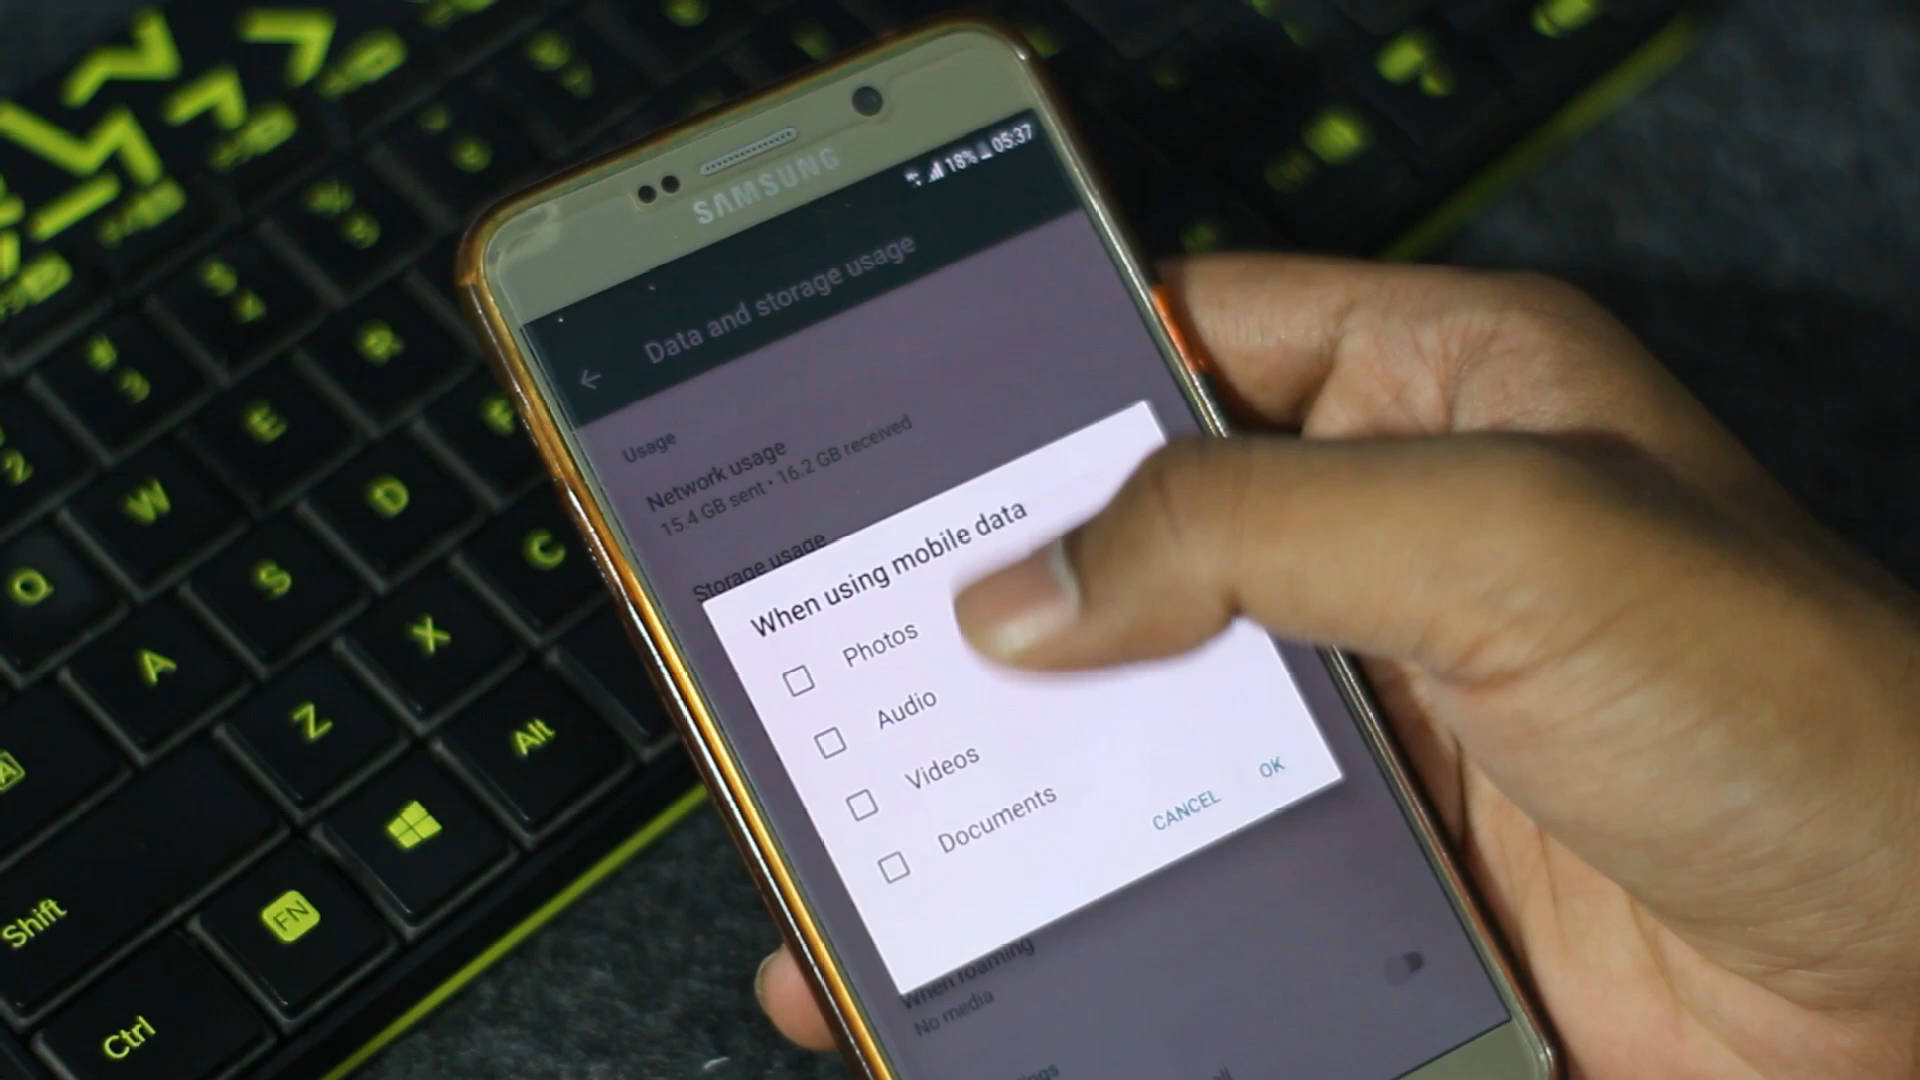 SAMSUNG
18% 05:37
Data and storage usage
Usage
Network usage
15.4 GB sent • 16.2 GB received
Storage usage
When using mobile data
Photos
Audio
Videos
Documents
CANCEL OK
When roaming
No media
R
E
F
W
D
C
Q
S
X
A
Z
Alt
Shift
FN
Ctrl
3
2